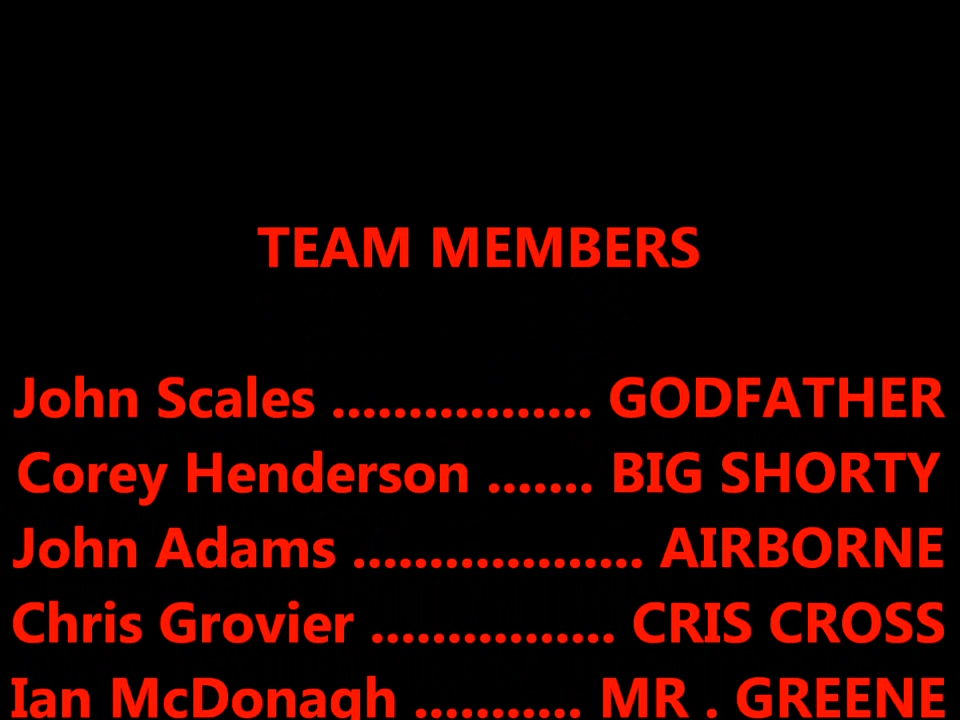 TEAM MEMBERS
John Scales ................. GODFATHER
Corey Henderson ....... BIG SHORTY
John Adams ................... AIRBORNE
Chris Grovier ................ CRIS CROSS
Ian McDonagh ........... MR . GREENE